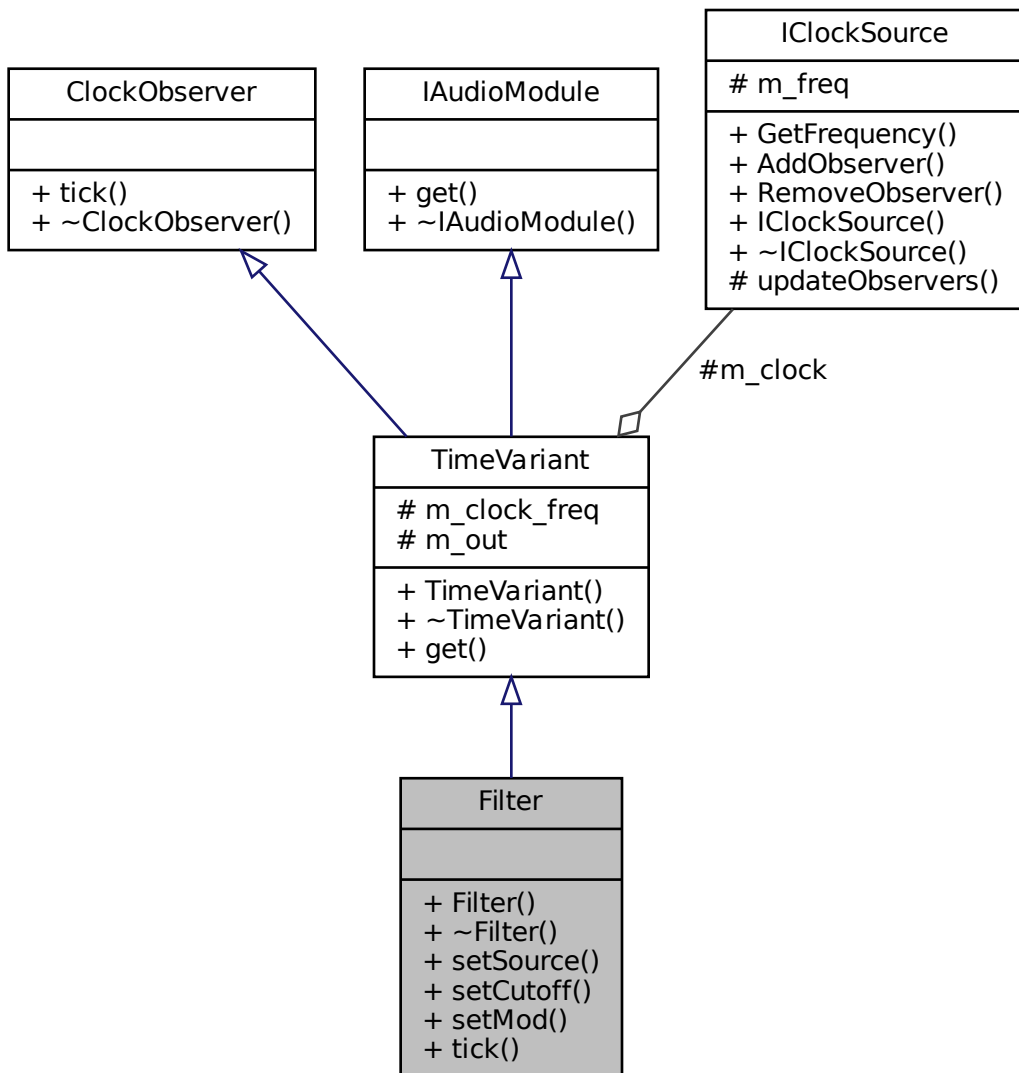 ClockObserver
+ tick()
+ ~ClockObserver()
IAudioModule
+ get()
+ ~IAudioModule()
IClockSource
# m_freq
+ GetFrequency()
+ AddObserver()
+ RemoveObserver()
+ IClockSource()
+ ~IClockSource()
# updateObservers()
#m_clock
TimeVariant
# m_clock_freq
# m_out
+ TimeVariant()
+ ~TimeVariant()
+ get()
Filter
+ Filter()
+ ~Filter()
+ setSource()
+ setCutoff()
+ setMod()
+ tick()